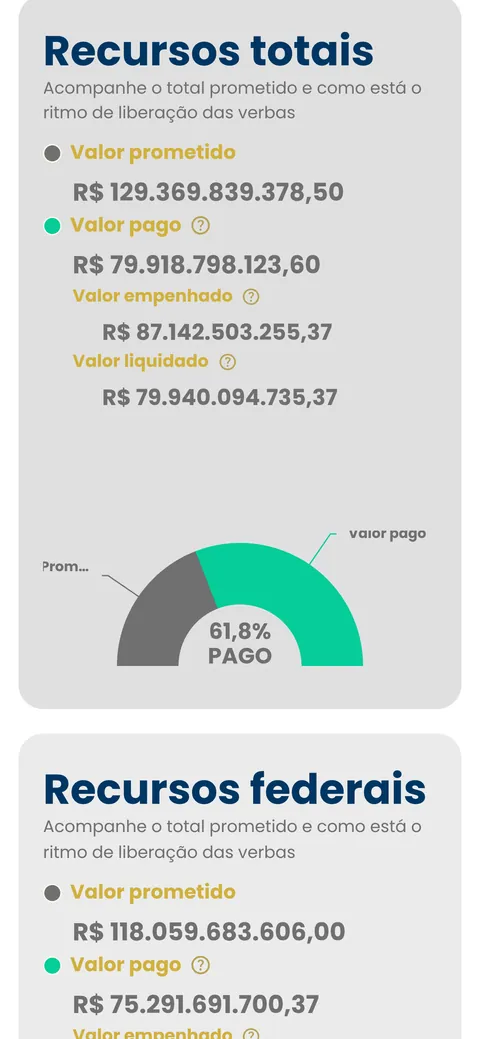 Recursos totais
Acompanhe o total prometido e como está o
ritmo de liberação das verbas
Valor prometido
R$ 129.369.839.378,50
Valor pago ?
R$ 79.918.798.123,60
Valor empenhado ?
R$ 87.142.503.255,37
Valor liquidado ?
R$ 79.940.094.735,37
Valor pago
Prom...
61,8%
PAGO
Recursos federais
Acompanhe o total prometido e como está o
ritmo de liberação das verbas
Valor prometido
R$ 118.059.683.606,00
Valor pago ?
R$ 75.291.691.700,37
Valor empenhado ?